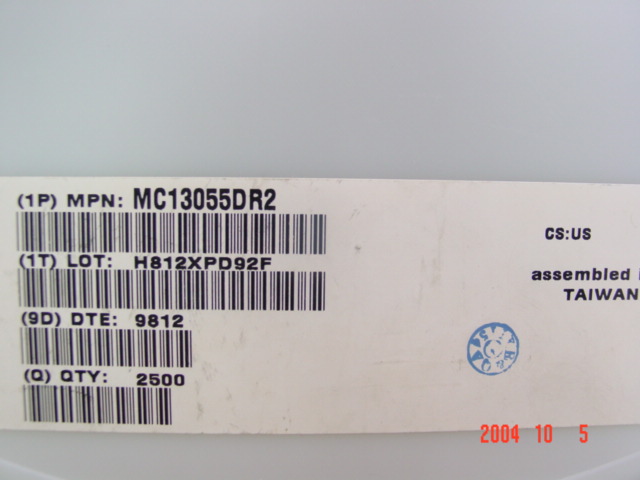 (1P) MPN: MC13055DR2
(1T) LOT: H812XPD92F
(9D) DTE: 9812
(Q) QTY: 2500
CS:US
assembled
TAIWAN
2004 10 5